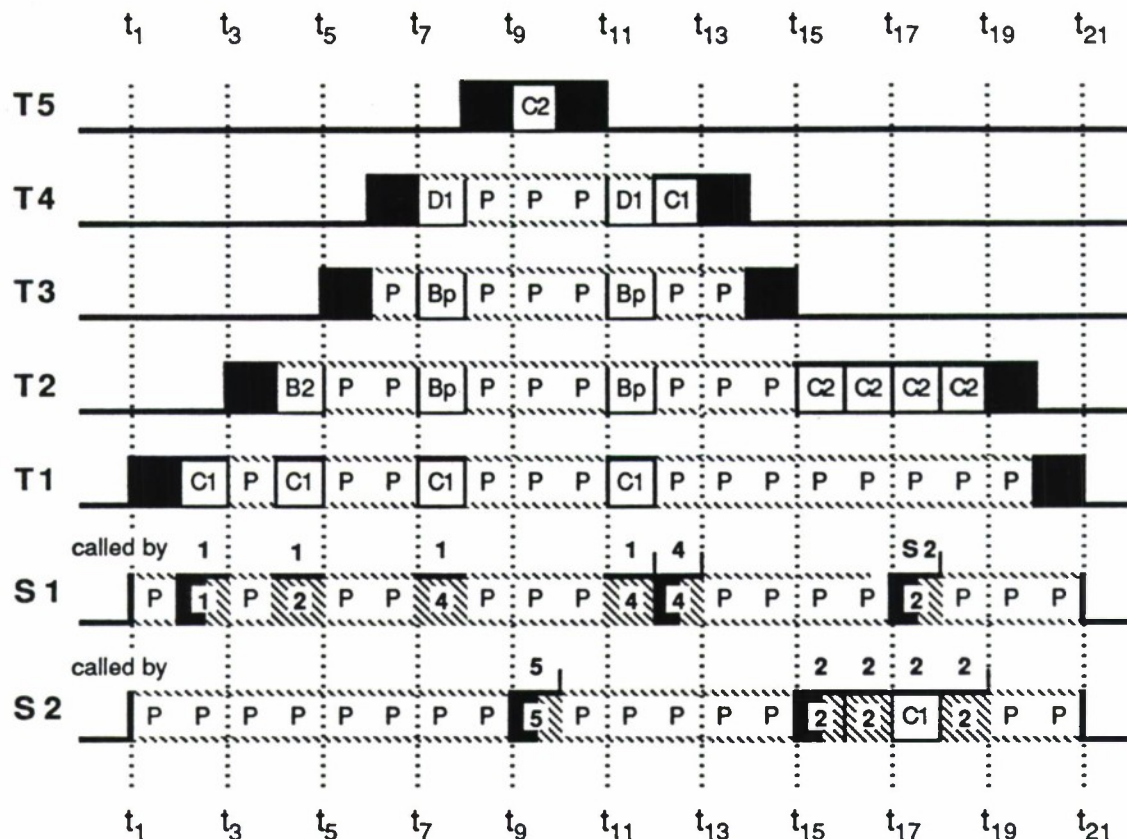 t1 t3 t5 t7 t9 t11 t13 t15 t17 t19 t21
T5 C2
T4 D1 P P P D1 C1
T3 P Bp P P P Bp P P
T2 B2 P P Bp P P P Bp P P P C2 C2 C2 C2
T1 C1 P C1 P P C1 P P P C1 P P P P P P P P
called by 1 1 1 1 4 S2
S1 P 1 P 2 P P 4 P P P 4 4 P P P P 2 P P P
called by 5 2 2 2 2
S2 P P P P P P P P 5 P P P P P 2 2 C1 2 P P
t1 t3 t5 t7 t9 t11 t13 t15 t17 t19 t21